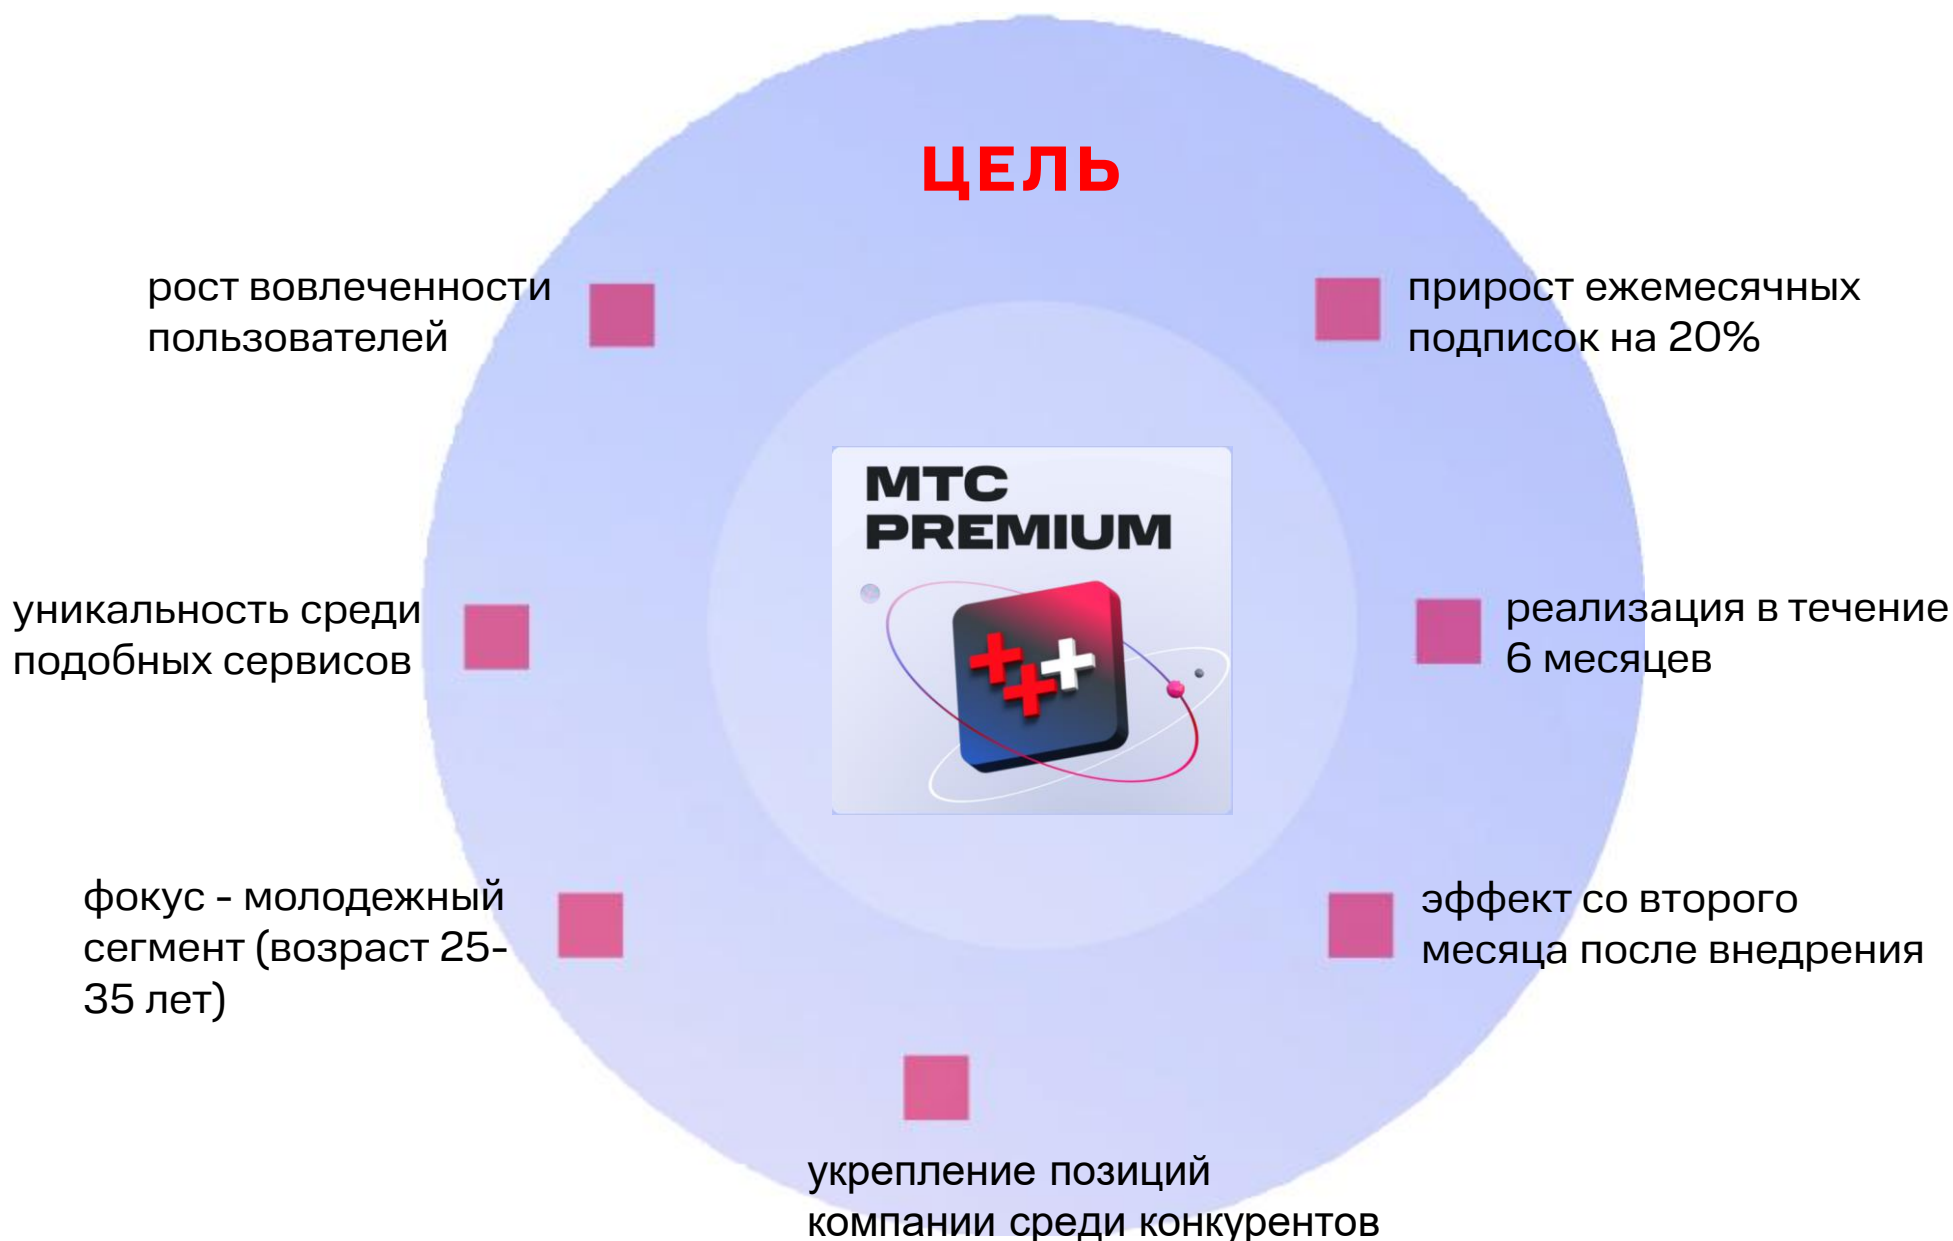 ЦЕЛЬ
рост вовлеченности
пользователей
прирост ежемесячных
подписок на 20%
МТС
PREMIUM
уникальность среди
подобных сервисов
реализация в течение
6 месяцев
фокус - молодежный
сегмент (возраст 25-
35 лет)
эффект со второго
месяца после внедрения
укрепление позиций
компании среди конкурентов